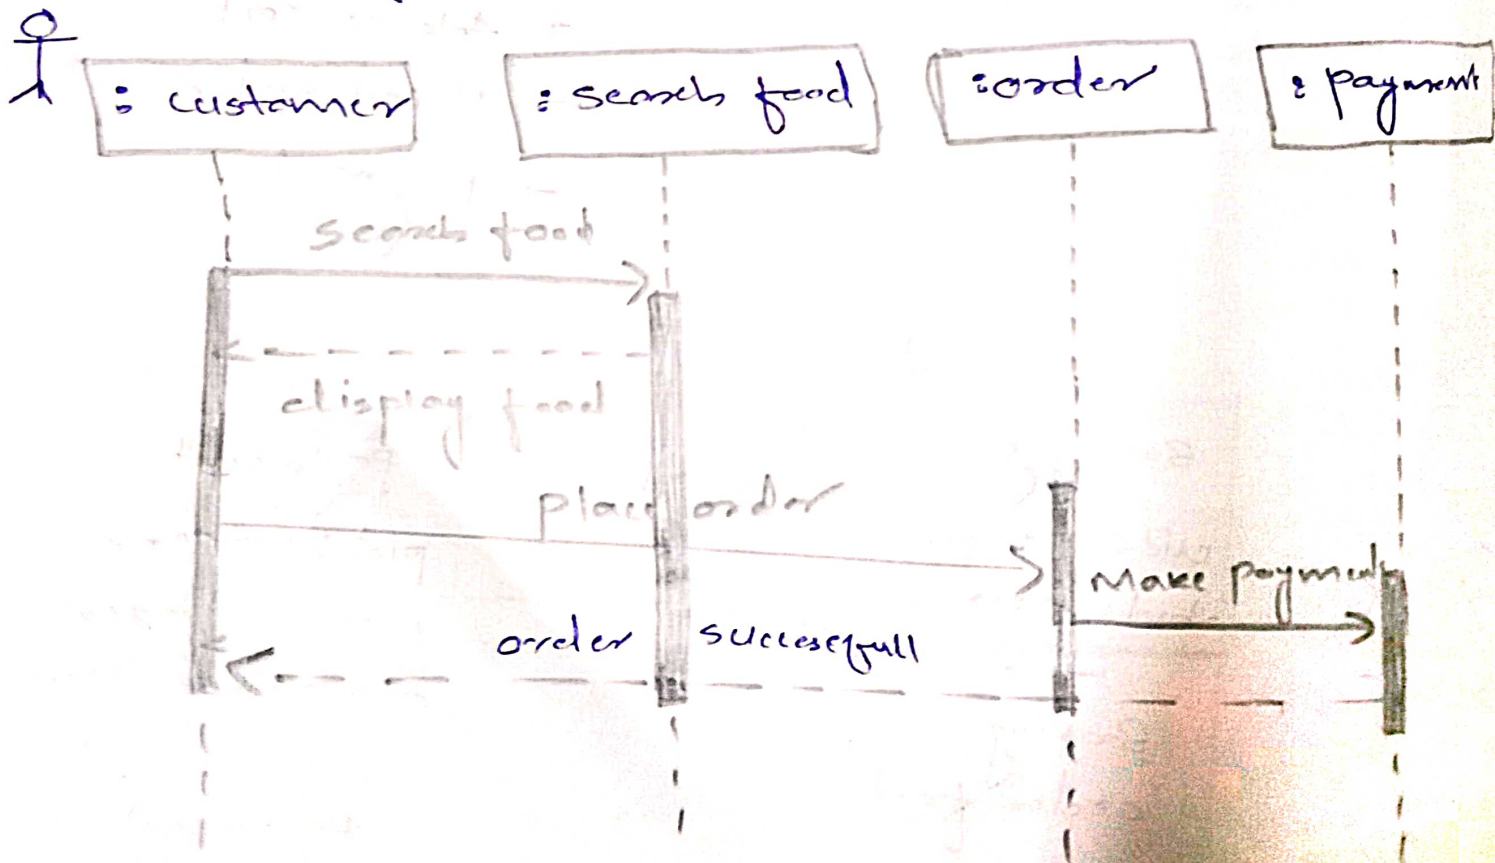 : customer
: search food
:order
: payment
search food
display food
place order
Make payment
order successfull